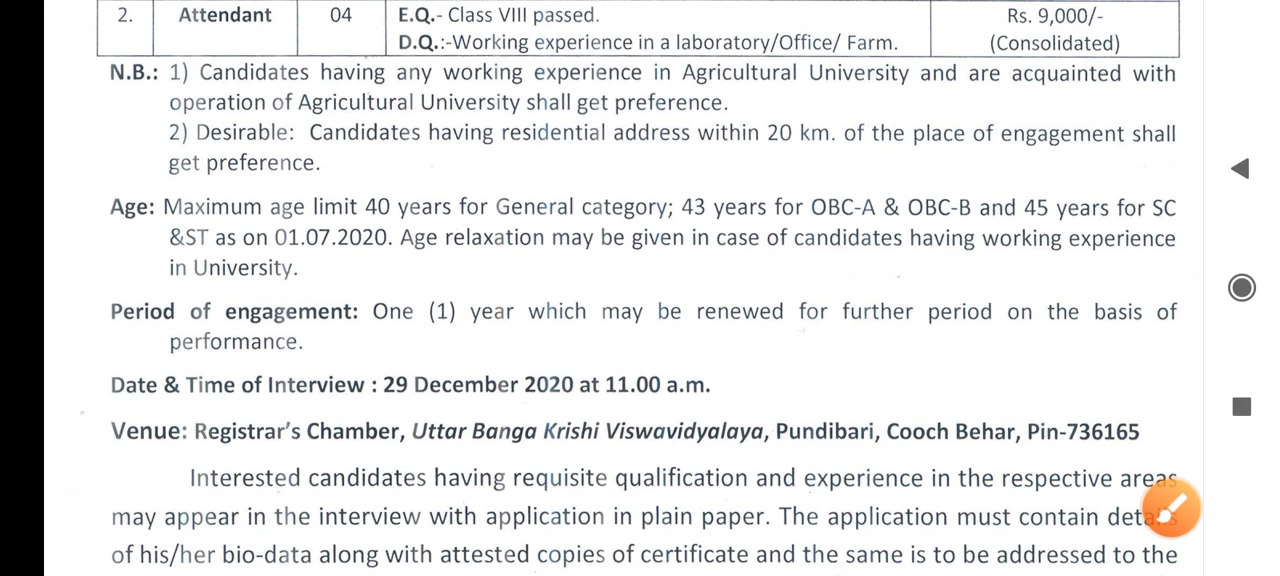 2. Attendant 04 E.Q.- Class VIII passed. Rs. 9,000/-
D.Q.:-Working experience in a laboratory/Office/ Farm. (Consolidated)
N.B.: 1) Candidates having any working experience in Agricultural University and are acquainted with
operation of Agricultural University shall get preference.
2) Desirable: Candidates having residential address within 20 km. of the place of engagement shall
get preference.
Age: Maximum age limit 40 years for General category; 43 years for OBC-A & OBC-B and 45 years for SC
&ST as on 01.07.2020. Age relaxation may be given in case of candidates having working experience
in University.
Period of engagement: One (1) year which may be renewed for further period on the basis of
performance.
Date & Time of Interview : 29 December 2020 at 11.00 a.m.
Venue: Registrar's Chamber, Uttar Banga Krishi Viswavidyalaya, Pundibari, Cooch Behar, Pin-736165
Interested candidates having requisite qualification and experience in the respective areas
may appear in the interview with application in plain paper. The application must contain details
of his/her bio-data along with attested copies of certificate and the same is to be addressed to the